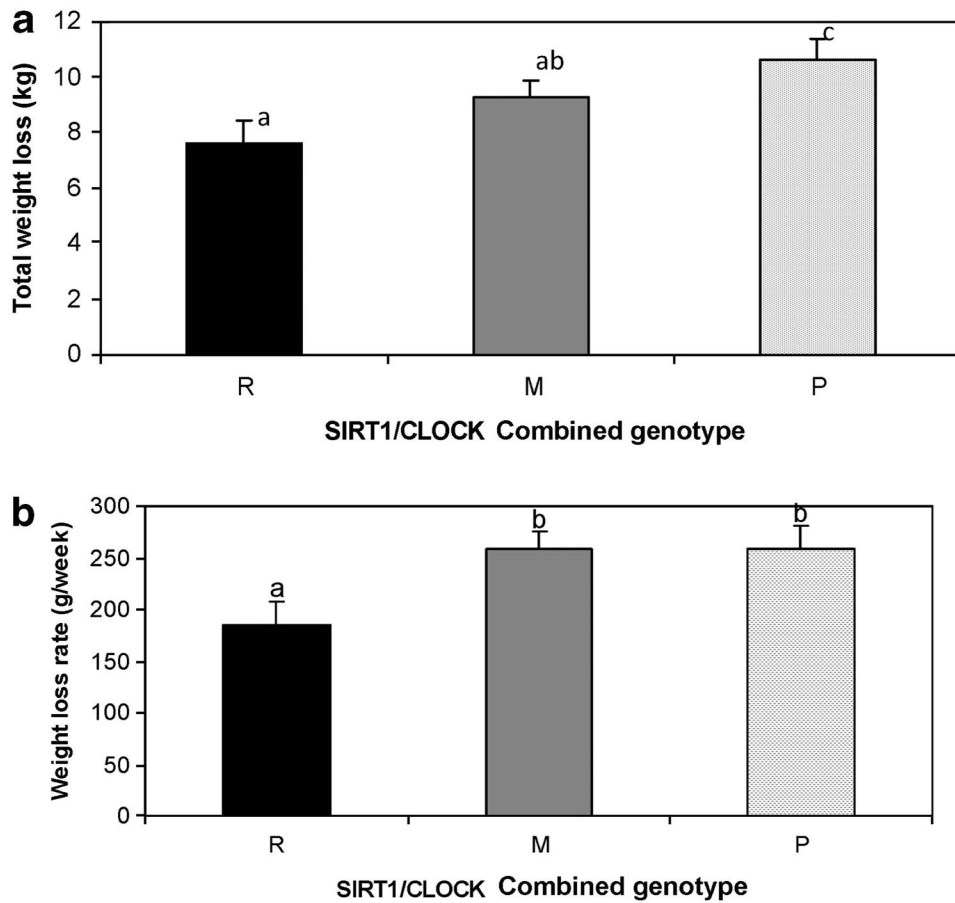 a
Total weight loss (kg)
12
10
8
6
4
2
0
a
ab
c
R M P
SIRT1/CLOCK Combined genotype
b
Weight loss rate (g/week)
300
250
200
150
100
50
0
a
b
b
R M P
SIRT1/CLOCK Combined genotype